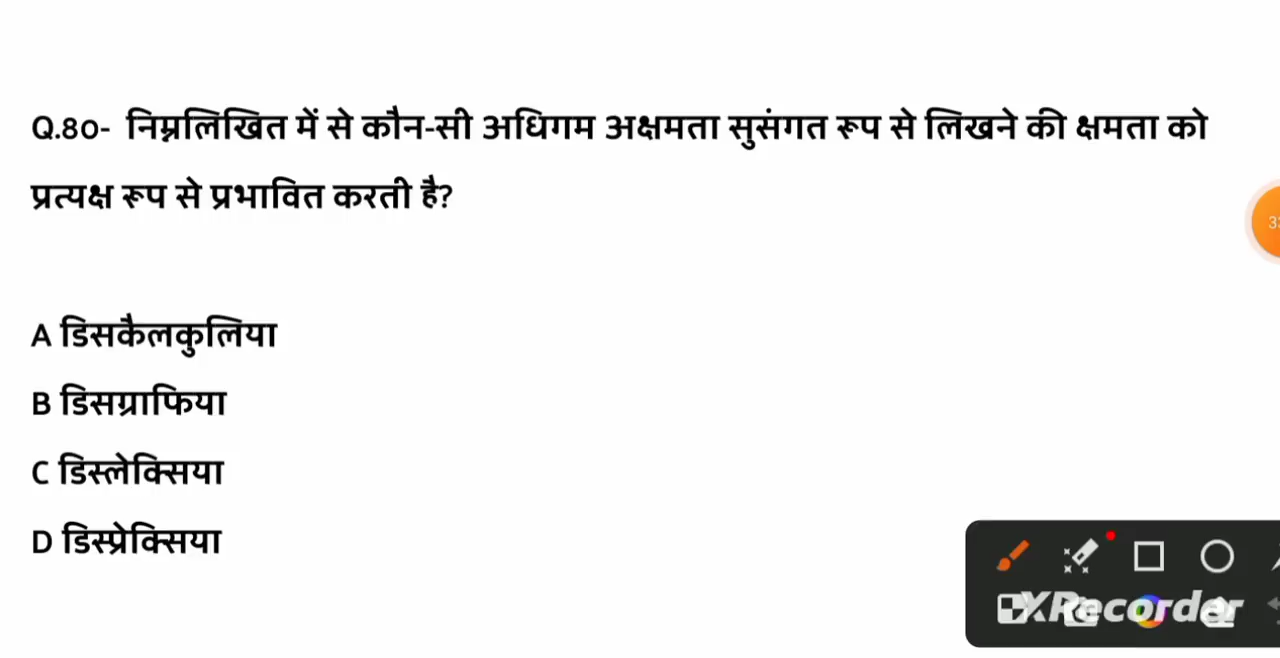 Q.80- निम्नलिखित में से कौन-सी अधिगम अक्षमता सुसंगत रूप से लिखने की क्षमता को
प्रत्यक्ष रूप से प्रभावित करती है?
A डिसकैलकुलिया
B डिसग्राफिया
C डिस्लेक्सिया
D डिस्प्रेक्सिया
XRecorder